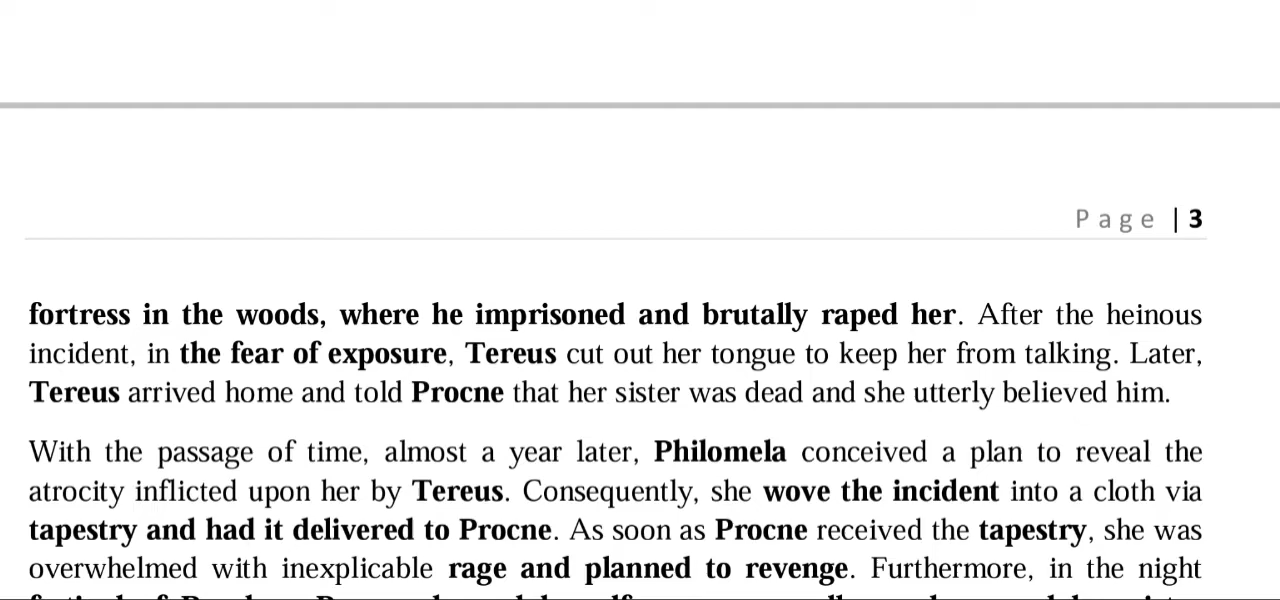 Page | 3
fortress in the woods, where he imprisoned and brutally raped her. After the heinous
incident, in the fear of exposure, Tereus cut out her tongue to keep her from talking. Later,
Tereus arrived home and told Procne that her sister was dead and she utterly believed him.
With the passage of time, almost a year later, Philomela conceived a plan to reveal the
atrocity inflicted upon her by Tereus. Consequently, she wove the incident into a cloth via
tapestry and had it delivered to Procne. As soon as Procne received the tapestry, she was
overwhelmed with inexplicable rage and planned to revenge. Furthermore, in the night